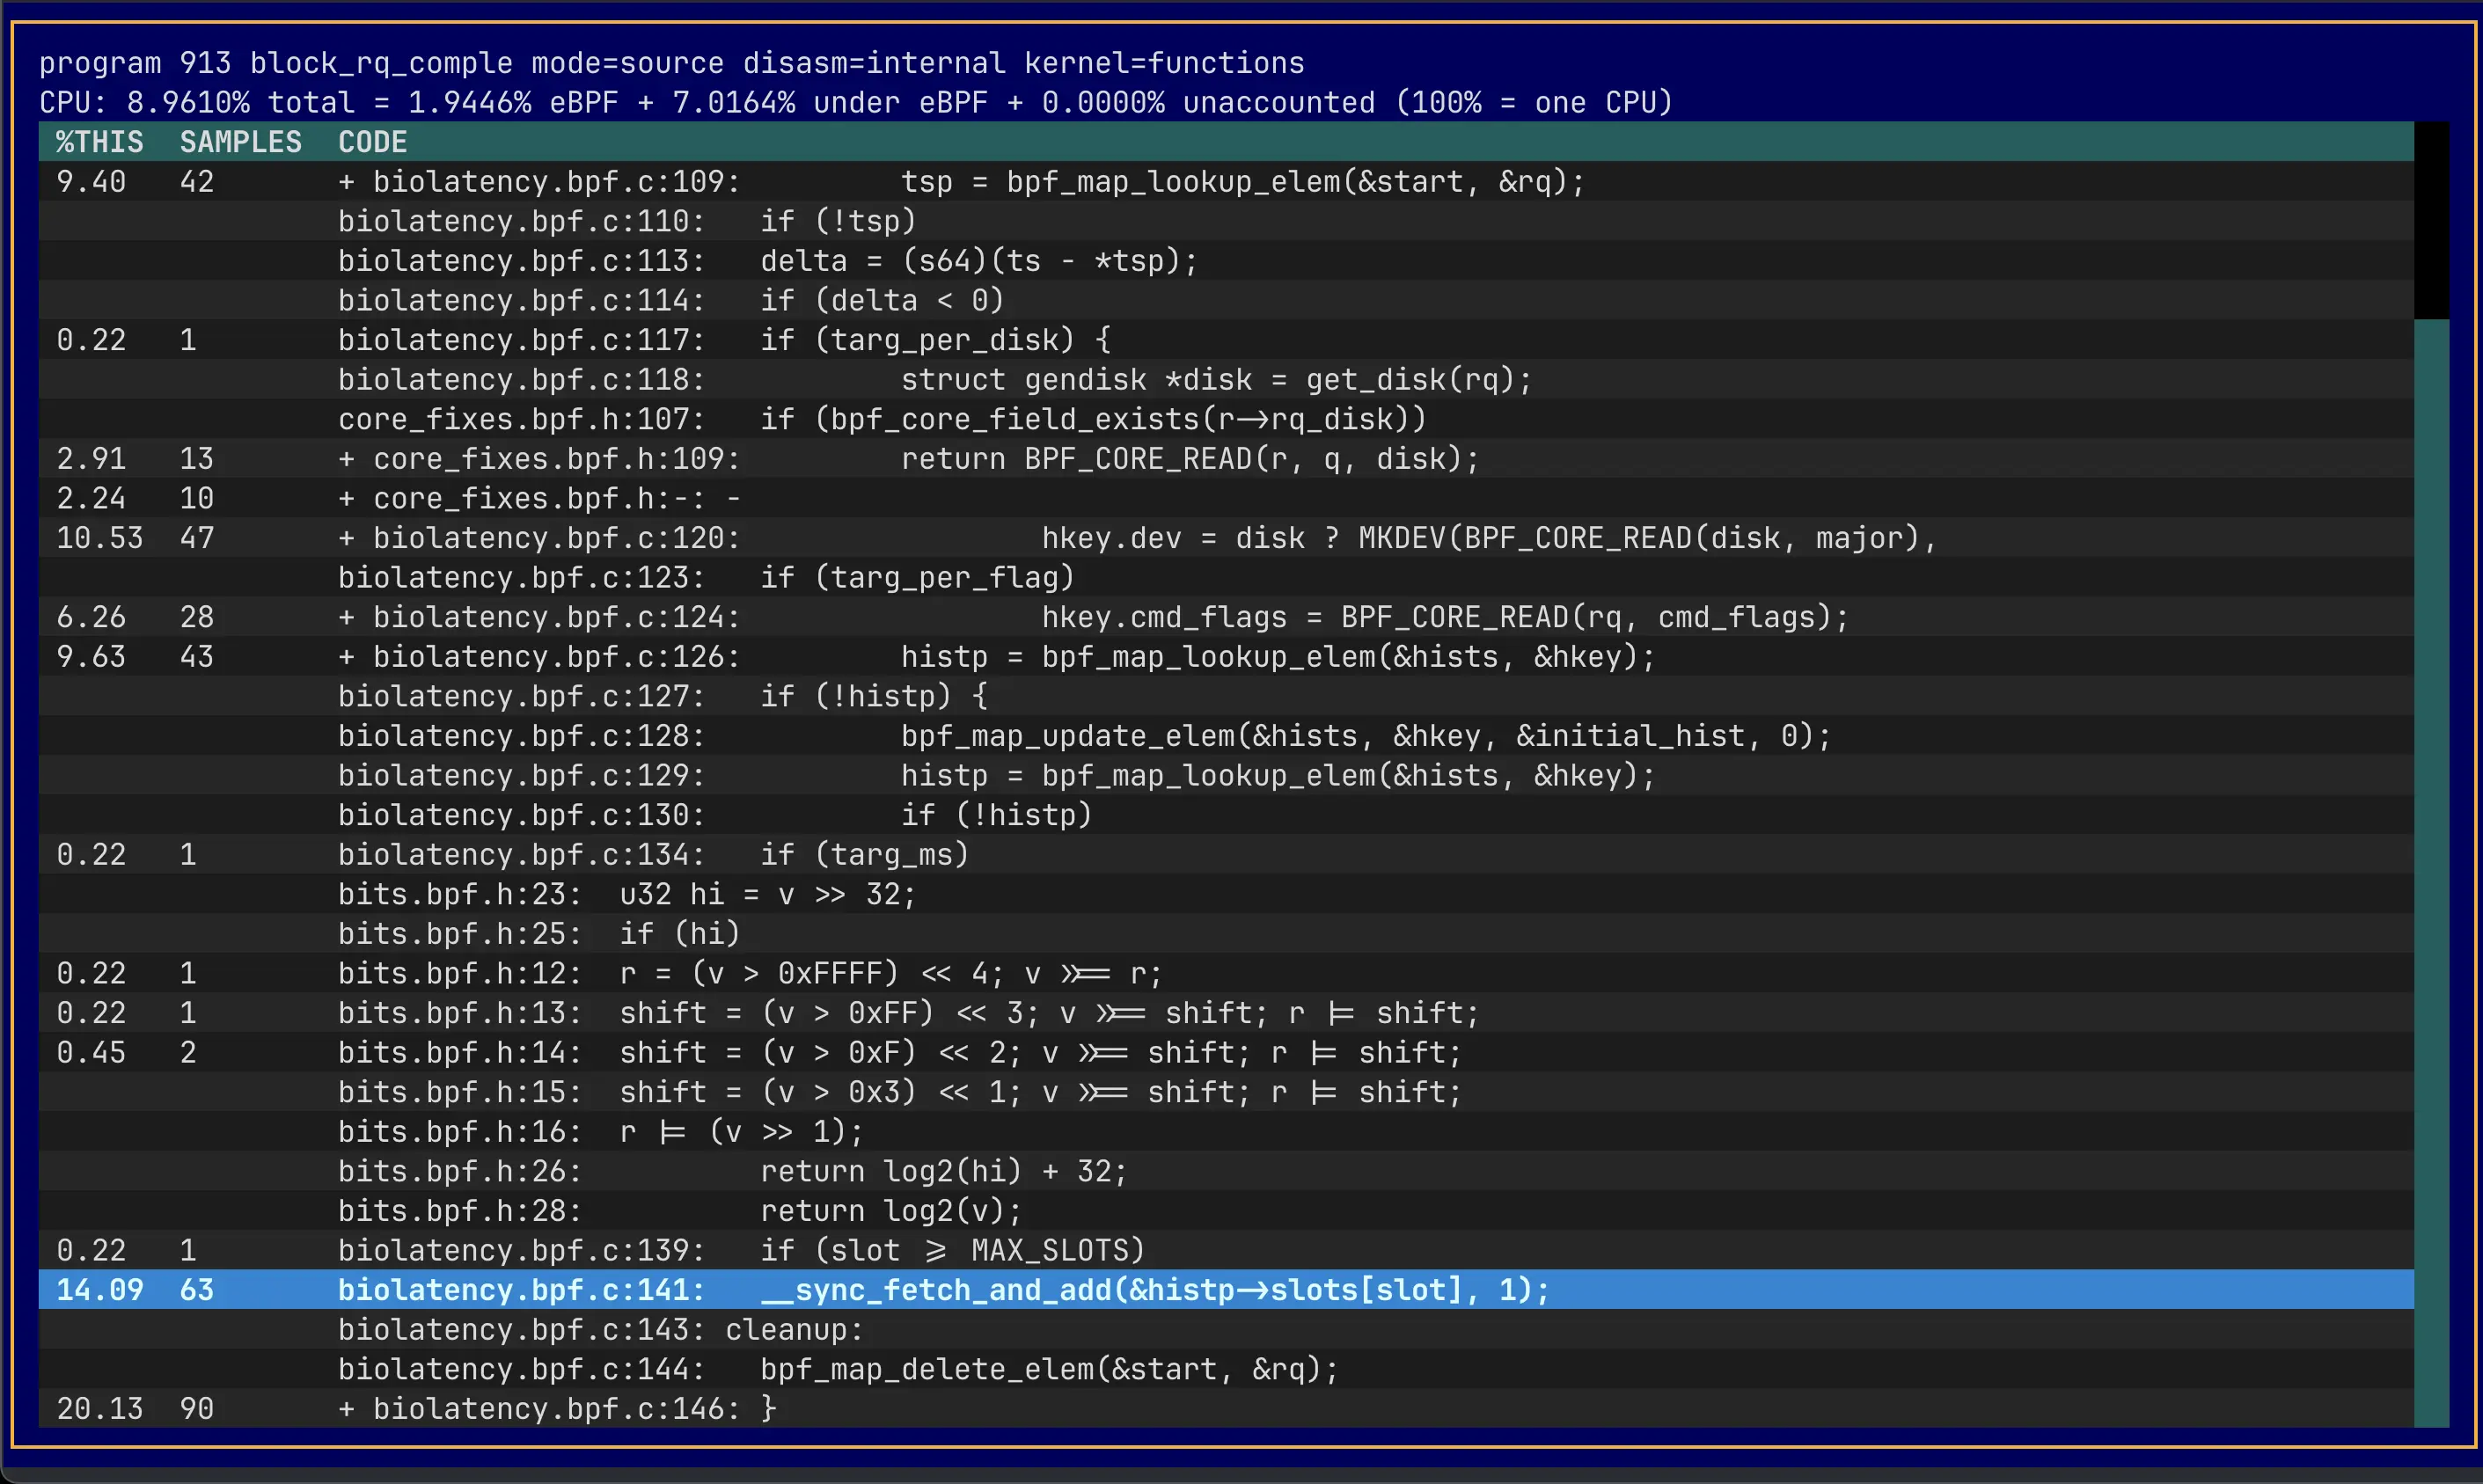 program 913 block_rq_comple mode=source disasm=internal kernel=functions
CPU: 8.9610% total = 1.9446% eBPF + 7.0164% under eBPF + 0.0000% unaccounted (100% = one CPU)
%THIS  SAMPLES  CODE
9.40   42       + biolatency.bpf.c:109:         tsp = bpf_map_lookup_elem(&start, &rq);
                biolatency.bpf.c:110:   if (!tsp)
                biolatency.bpf.c:113:   delta = (s64)(ts - *tsp);
                biolatency.bpf.c:114:   if (delta < 0)
0.22   1        biolatency.bpf.c:117:   if (targ_per_disk) {
                biolatency.bpf.c:118:           struct gendisk *disk = get_disk(rq);
                core_fixes.bpf.h:107:   if (bpf_core_field_exists(r->rq_disk))
2.91   13       + core_fixes.bpf.h:109:         return BPF_CORE_READ(r, q, disk);
2.24   10       + core_fixes.bpf.h:-: -
10.53  47       + biolatency.bpf.c:120:                 hkey.dev = disk ? MKDEV(BPF_CORE_READ(disk, major),
                biolatency.bpf.c:123:   if (targ_per_flag)
6.26   28       + biolatency.bpf.c:124:                 hkey.cmd_flags = BPF_CORE_READ(rq, cmd_flags);
9.63   43       + biolatency.bpf.c:126:         histp = bpf_map_lookup_elem(&hists, &hkey);
                biolatency.bpf.c:127:   if (!histp) {
                biolatency.bpf.c:128:           bpf_map_update_elem(&hists, &hkey, &initial_hist, 0);
                biolatency.bpf.c:129:           histp = bpf_map_lookup_elem(&hists, &hkey);
                biolatency.bpf.c:130:           if (!histp)
0.22   1        biolatency.bpf.c:134:   if (targ_ms)
                bits.bpf.h:23:  u32 hi = v >> 32;
                bits.bpf.h:25:  if (hi)
0.22   1        bits.bpf.h:12:  r = (v > 0xFFFF) << 4; v >>= r;
0.22   1        bits.bpf.h:13:  shift = (v > 0xFF) << 3; v >>= shift; r |= shift;
0.45   2        bits.bpf.h:14:  shift = (v > 0xF) << 2; v >>= shift; r |= shift;
                bits.bpf.h:15:  shift = (v > 0x3) << 1; v >>= shift; r |= shift;
                bits.bpf.h:16:  r |= (v >> 1);
                bits.bpf.h:26:          return log2(hi) + 32;
                bits.bpf.h:28:          return log2(v);
0.22   1        biolatency.bpf.c:139:   if (slot >= MAX_SLOTS)
14.09  63       biolatency.bpf.c:141:   __sync_fetch_and_add(&histp->slots[slot], 1);
                biolatency.bpf.c:143: cleanup:
                biolatency.bpf.c:144:   bpf_map_delete_elem(&start, &rq);
20.13  90       + biolatency.bpf.c:146: }